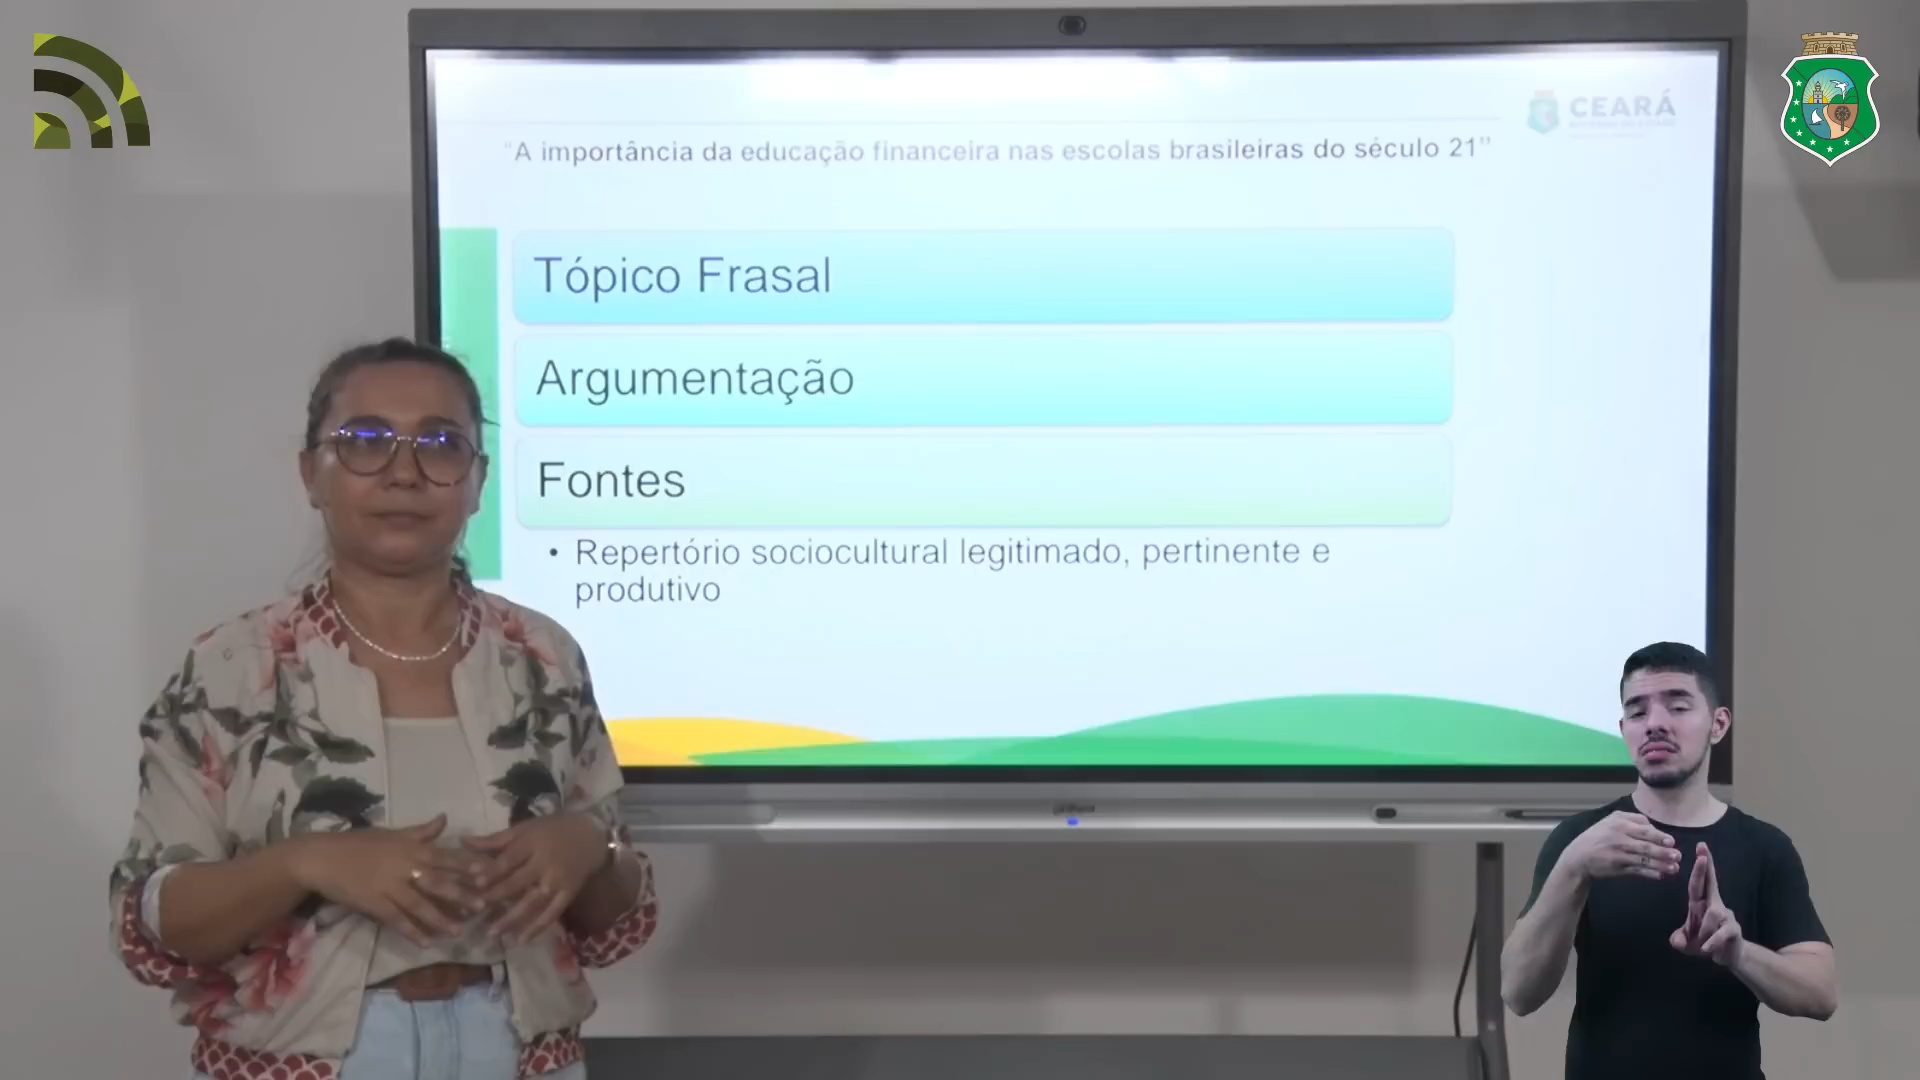 CEARÁ
"A importância da educação financeira nas escolas brasileiras do século 21"
Tópico Frasal
Argumentação
Fontes
• Repertório sociocultural legitimado, pertinente e
produtivo